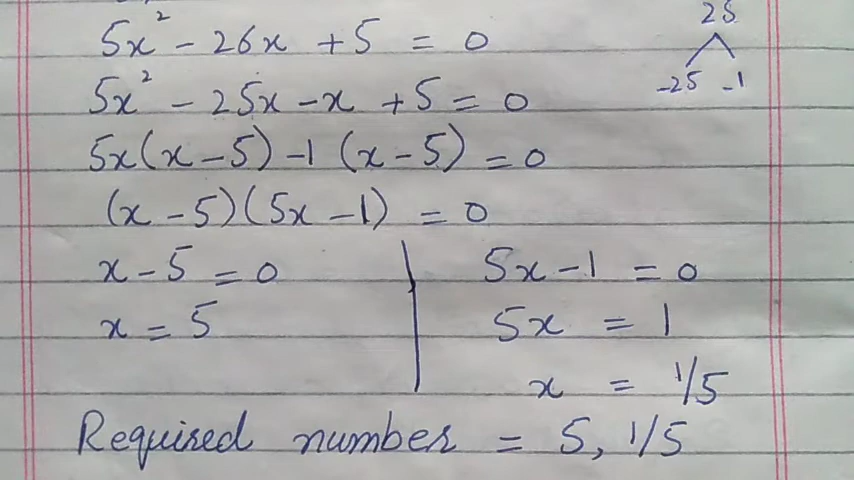 25
5x² - 26x + 5 = 0
-25 -1
5x² - 25x - x + 5 = 0
5x(x - 5) - 1 (x - 5) = 0
(x - 5)(5x - 1) = 0
x - 5 = 0 | 5x - 1 = 0
x = 5 | 5x = 1
x = 1/5
Required number = 5, 1/5